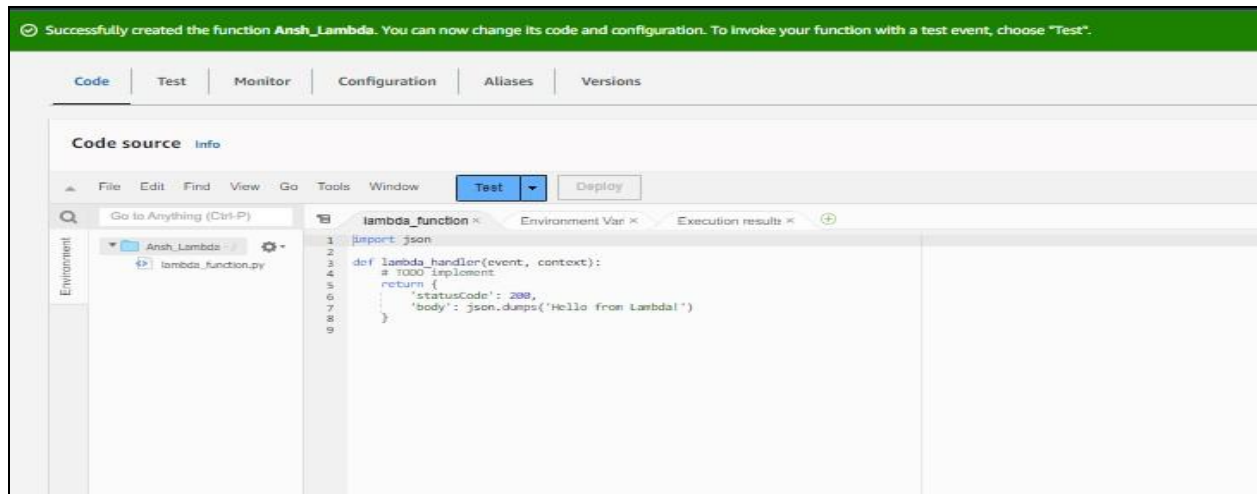 Successfully created the function Ansh_Lambda. You can now change its code and configuration. To invoke your function with a test event, choose "Test".
Code Test Monitor Configuration Aliases Versions
Code source Info
File Edit Find View Go Tools Window Test Deploy
Go to Anything (Ctrl-P)
lambda_function × Environment Var × Execution results ×
Environment
Ansh_Lambda
lambda_function.py
1 import json
2
3 def lambda_handler(event, context):
4 # TODO implement
5 return {
6 'statusCode': 200,
7 'body': json.dumps('Hello from Lambda!')
8 }
9